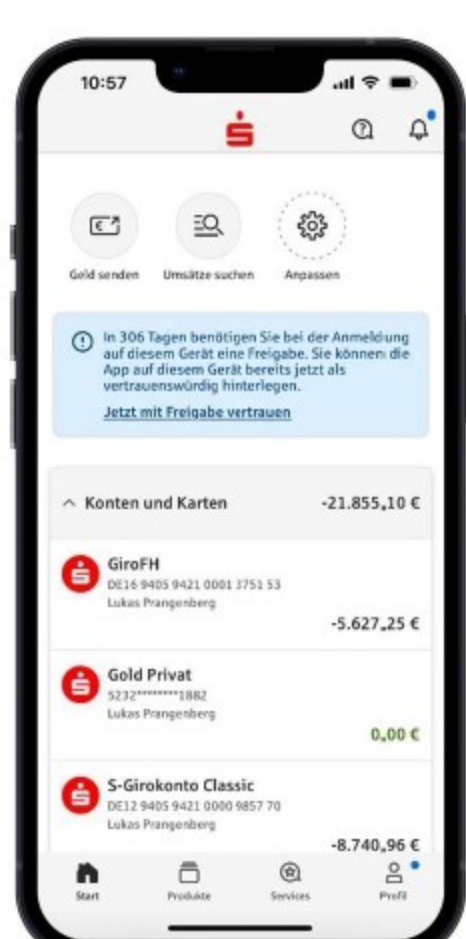 10:57
Geld senden Umsätze suchen Anpassen
In 306 Tagen benötigen Sie bei der Anmeldung
auf diesem Gerät eine Freigabe. Sie können die
App auf diesem Gerät bereits jetzt als
vertrauenswürdig hinterlegen.
Jetzt mit Freigabe vertrauen
Konten und Karten -21.855,10 €
GiroFH
DE16 9405 9421 0001 3751 53
Lukas Prangenberg
-5.627,25 €
Gold Privat
5232********1882
Lukas Prangenberg
0,00 €
S-Girokonto Classic
DE12 9405 9421 0000 9857 70
Lukas Prangenberg
-8.740,96 €
Start Produkte Services Profil